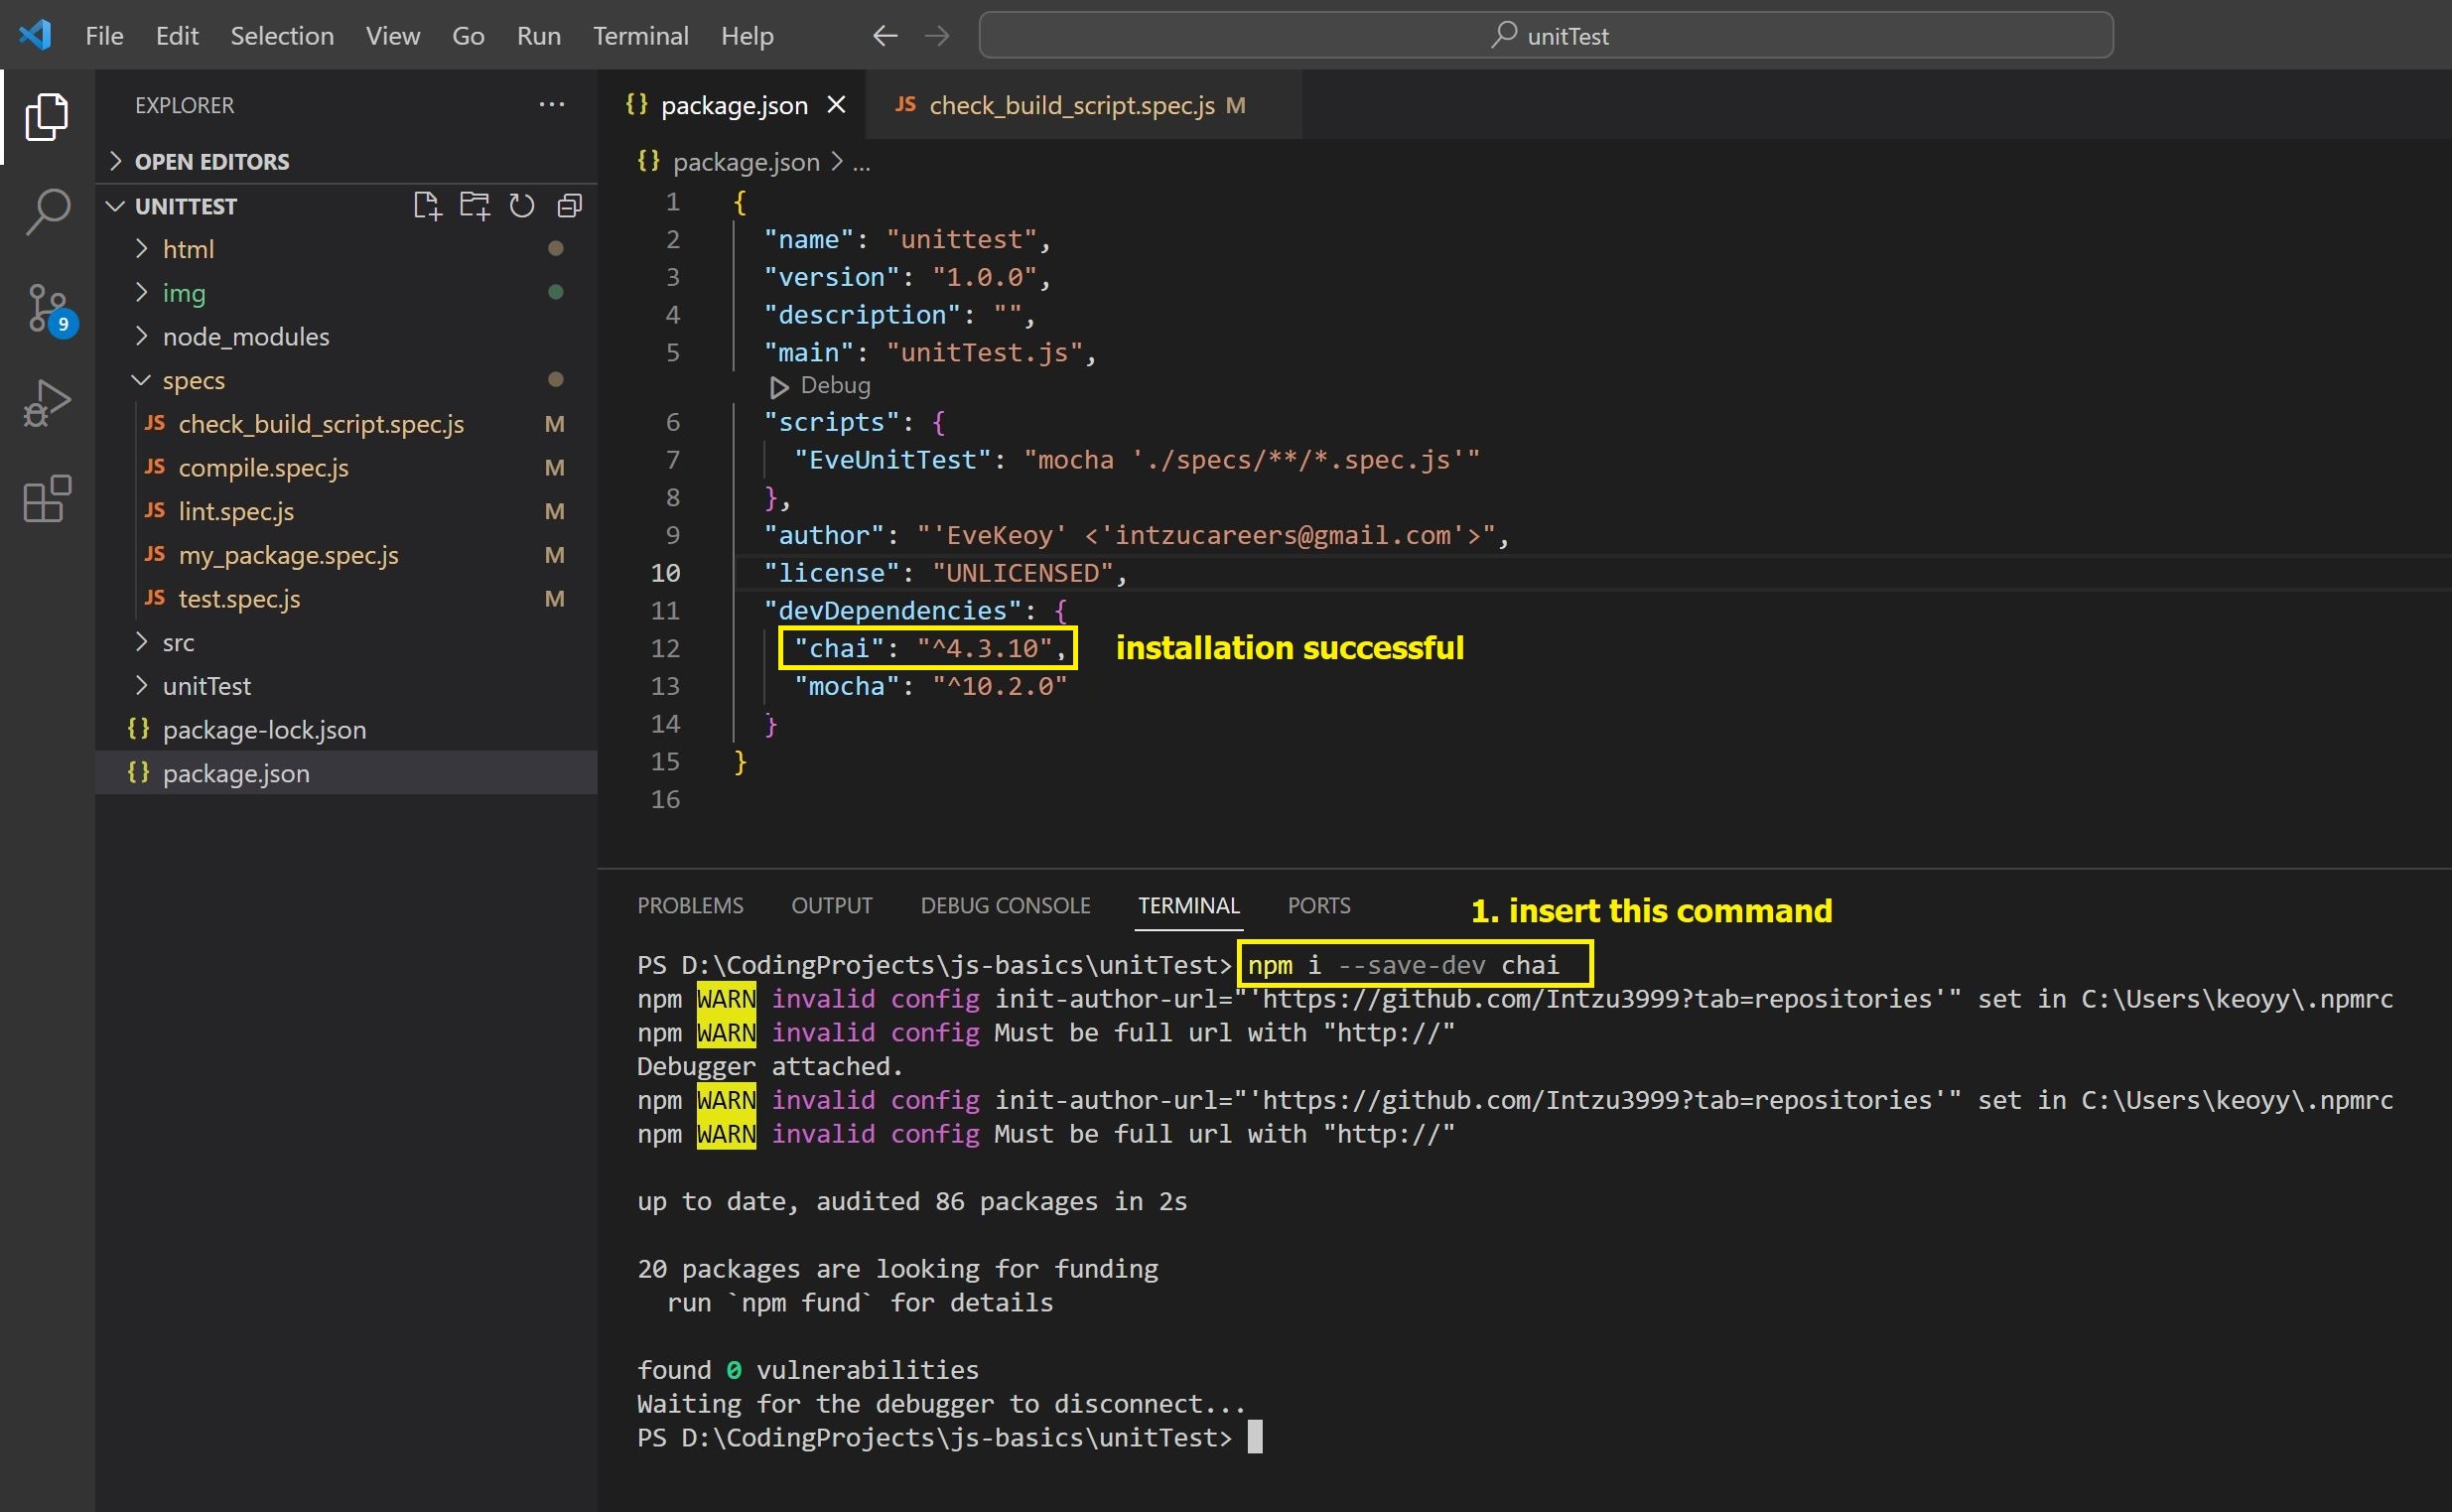 File Edit Selection View Go Run Terminal Help
unitTest
EXPLORER
OPEN EDITORS
UNITTEST
html
img
node_modules
specs
JS check_build_script.spec.js M
JS compile.spec.js M
JS lint.spec.js M
JS my_package.spec.js M
JS test.spec.js M
src
unitTest
{} package-lock.json
{} package.json
9
{} package.json JS check_build_script.spec.js M
{} package.json > ...
1 {
2 "name": "unittest",
3 "version": "1.0.0",
4 "description": "",
5 "main": "unitTest.js",
Debug
6 "scripts": {
7 "EveUnitTest": "mocha './specs/**/*.spec.js'"
8 },
9 "author": "'EveKeoy' <'intzucareers@gmail.com'>",
10 "license": "UNLICENSED",
11 "devDependencies": {
12 "chai": "^4.3.10", installation successful
13 "mocha": "^10.2.0"
14 }
15 }
16
PROBLEMS OUTPUT DEBUG CONSOLE TERMINAL PORTS
1. insert this command
PS D:\CodingProjects\js-basics\unitTest> npm i --save-dev chai
npm WARN invalid config init-author-url="'https://github.com/Intzu3999?tab=repositories'" set in C:\Users\keoyy\.npmrc
npm WARN invalid config Must be full url with "http://"
Debugger attached.
npm WARN invalid config init-author-url="'https://github.com/Intzu3999?tab=repositories'" set in C:\Users\keoyy\.npmrc
npm WARN invalid config Must be full url with "http://"
up to date, audited 86 packages in 2s
20 packages are looking for funding
run `npm fund` for details
found 0 vulnerabilities
Waiting for the debugger to disconnect...
PS D:\CodingProjects\js-basics\unitTest>